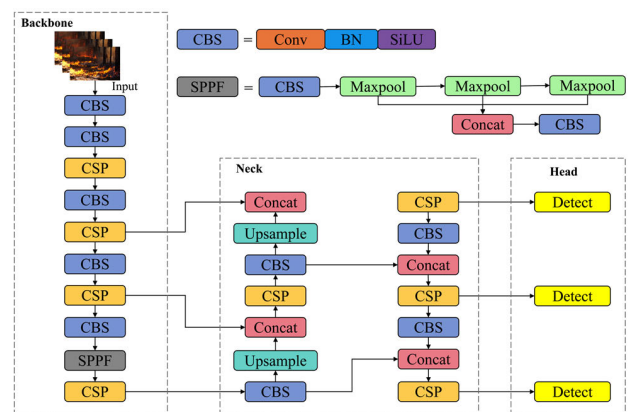 Backbone
Input
CBS
CBS
CSP
CBS
CSP
CBS
CSP
CBS
SPPF
CSP
CBS = Conv BN SiLU
SPPF = CBS Maxpool Maxpool Maxpool
Concat CBS
Neck
Concat
Upsample
CBS
CSP
Concat
Upsample
CBS
CSP
CBS
Concat
CSP
CBS
Concat
CSP
Head
Detect
Detect
Detect